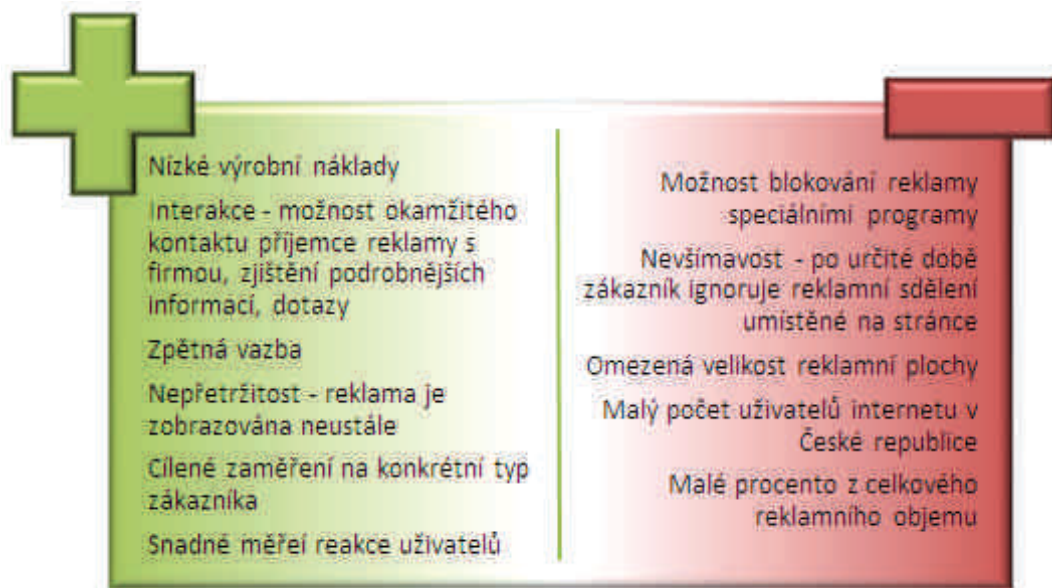 Nízké výrobní náklady
Interakce - možnost okamžitého
kontaktu příjemce reklamy s
firmou, zjištění podrobnějších
informací, dotazy
Zpětná vazba
Nepřetržitost - reklama je
zobrazována neustále
Cílené zaměření na konkrétní typ
zákazníka
Snadné měřeí reakce uživatelů
Možnost blokování reklamy
speciálními programy
Nevšímavost - po určité době
zákazník ignoruje reklamní sdělení
umístěné na stránce
Omezená velikost reklamní plochy
Malý počet uživatelů internetu v
České republice
Malé procento z celkového
reklamního objemu